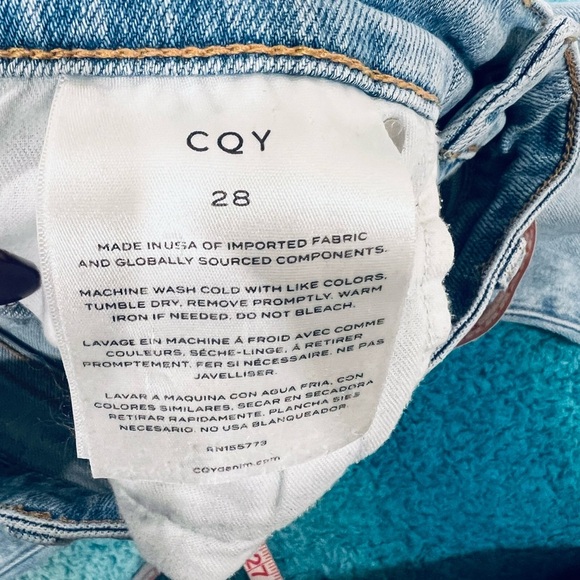 CQY
28
MADE IN USA OF IMPORTED FABRIC
AND GLOBALLY SOURCED COMPONENTS.
MACHINE WASH COLD WITH LIKE COLORS,
TUMBLE DRY. REMOVE PROMPTLY. WARM
IRON IF NEEDED. DO NOT BLEACH.
LAVAGE EIN MACHINE Á FROID AVEC COMME
COULEURS, SÉCHE-LINGE, Á RETIRER
PROMPTEMENT, FER SI NÉCESSAIRE. NE PAS
JAVELLISER.
LAVAR A MAQUINA CON AGUA FRIA, CON
COLORES SIMILARES, SECAR EN SECADORA
RETIRAR RAPIDAMENTE. PLANCHA SIES
NECESARIO. NO USA BLANQUEADOR
RN155773
CQYdenim.com
27